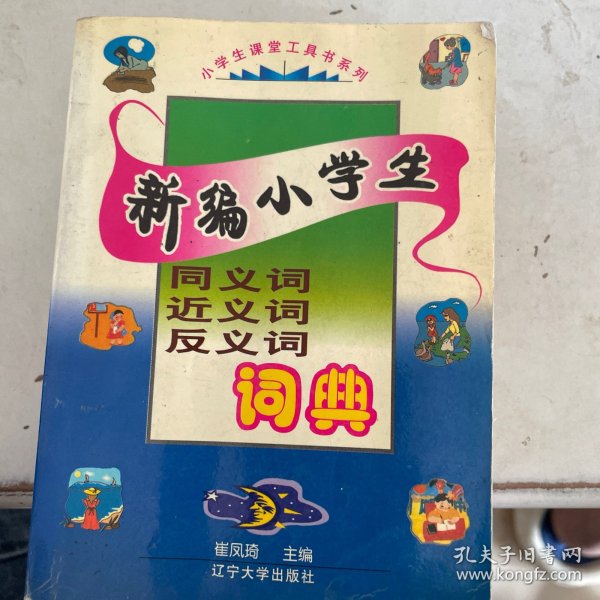 小学生课堂工具书系列
新编小学生
同义词
近义词
反义词
词典
崔凤琦 主编
辽宁大学出版社
孔夫子旧书网
www.kongfz.com